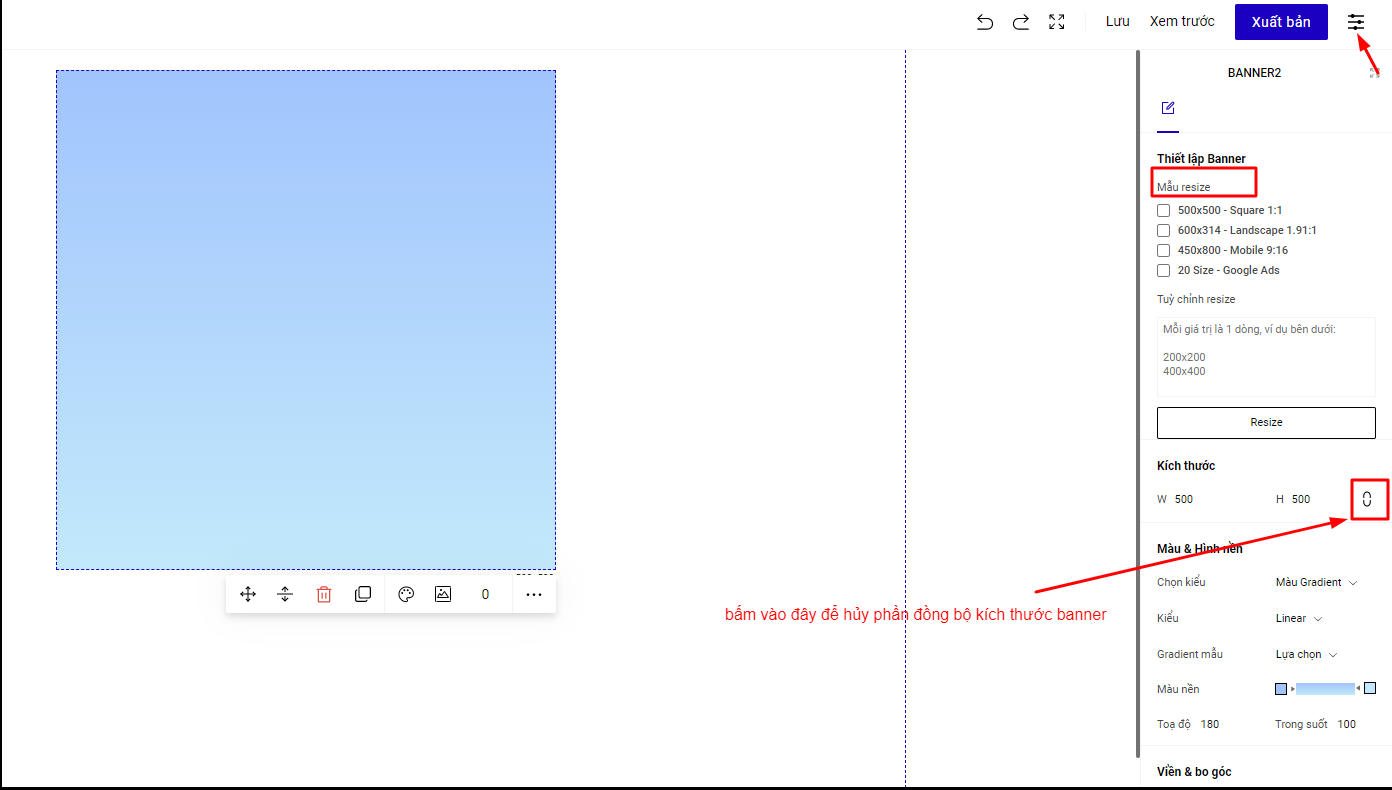 Lưu Xem trước Xuất bản
BANNER2
Thiết lập Banner
Mẫu resize
500x500 - Square 1:1
600x314 - Landscape 1.91:1
450x800 - Mobile 9:16
20 Size - Google Ads
Tuỳ chỉnh resize
Mỗi giá trị là 1 dòng, ví dụ bên dưới:
200x200
400x400
Resize
Kích thước
W 500 H 500
Màu & Hình nền
Chọn kiểu Màu Gradient
0
bấm vào đây để hủy phần đồng bộ kích thước banner
Kiểu Linear
Gradient mẫu Lựa chọn
Màu nền
Toạ độ 180 Trong suốt 100
Viền & bo góc